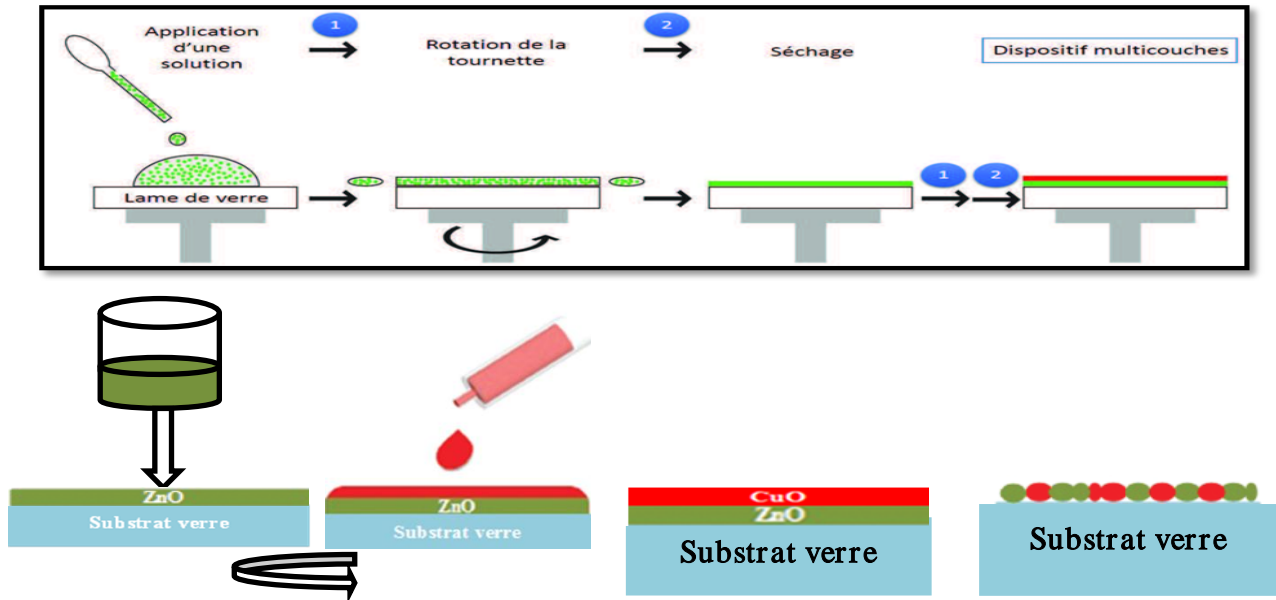 Application
d'une
solution
1
Rotation de la
tournette
2
Séchage
Dispositif multicouches
Lame de verre
1
2
ZnO
Substrat verre
ZnO
Substrat verre
CuO
ZnO
Substrat verre
Substrat verre